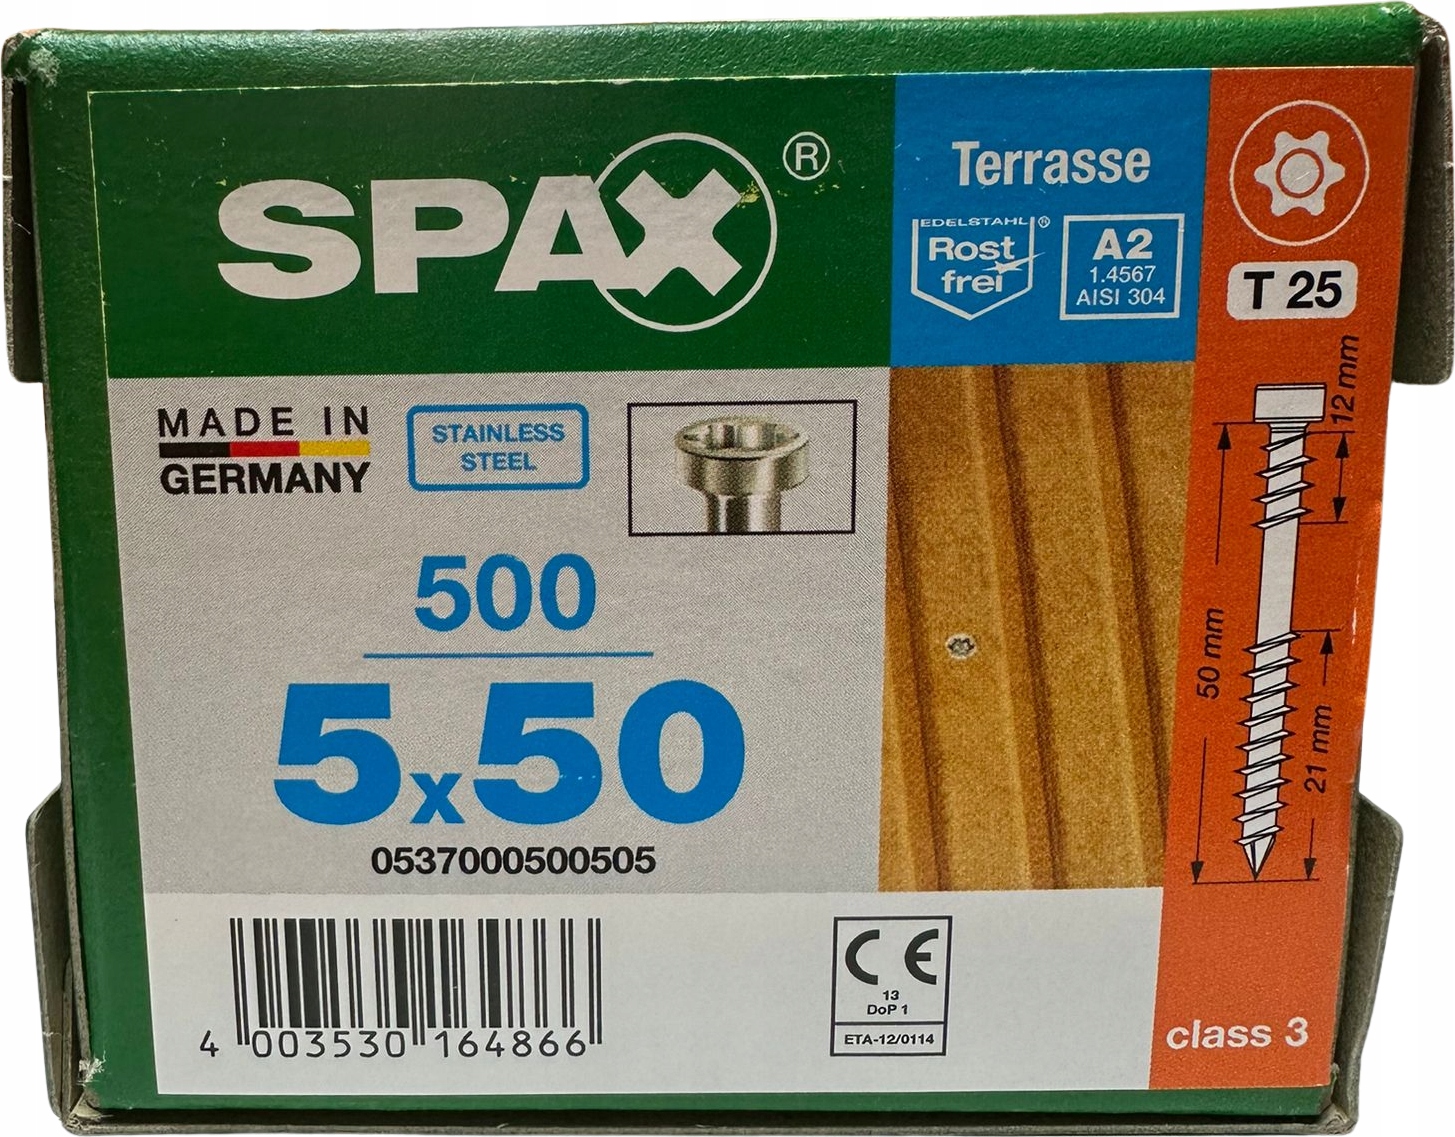 SPAX®
Terrasse
EDELSTAHL®
Rost
frei
A2
1.4567
AISI 304
T 25
MADE IN
GERMANY
STAINLESS
STEEL
500
5x50
0537000500505
12 mm
50 mm
21 mm
4 003530 164866
CE
13
DoP 1
ETA-12/0114
class 3